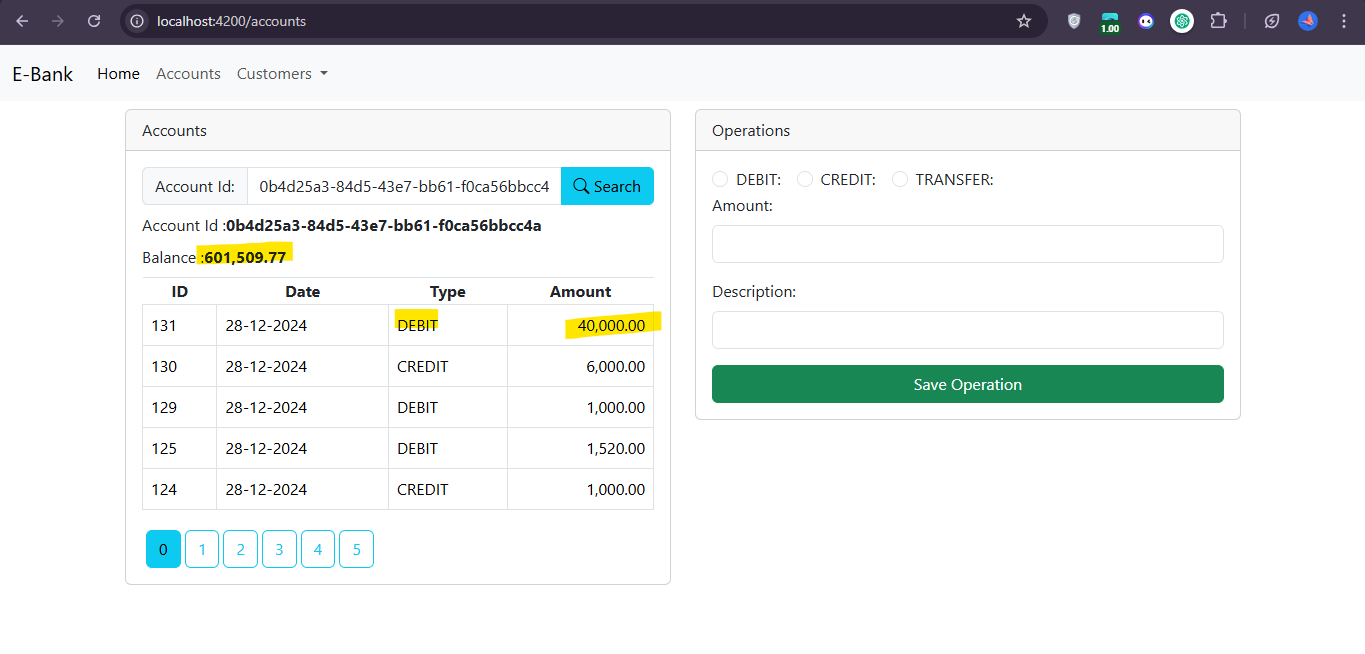 localhost:4200/accounts
1.00
E-Bank Home Accounts Customers
Accounts
Account Id: 0b4d25a3-84d5-43e7-bb61-f0ca56bbcc4 Search
Account Id :0b4d25a3-84d5-43e7-bb61-f0ca56bbcc4a
Balance :601,509.77
ID Date Type Amount
131 28-12-2024 DEBIT 40,000.00
130 28-12-2024 CREDIT 6,000.00
129 28-12-2024 DEBIT 1,000.00
125 28-12-2024 DEBIT 1,520.00
124 28-12-2024 CREDIT 1,000.00
0 1 2 3 4 5
Operations
DEBIT: CREDIT: TRANSFER:
Amount:
Description:
Save Operation